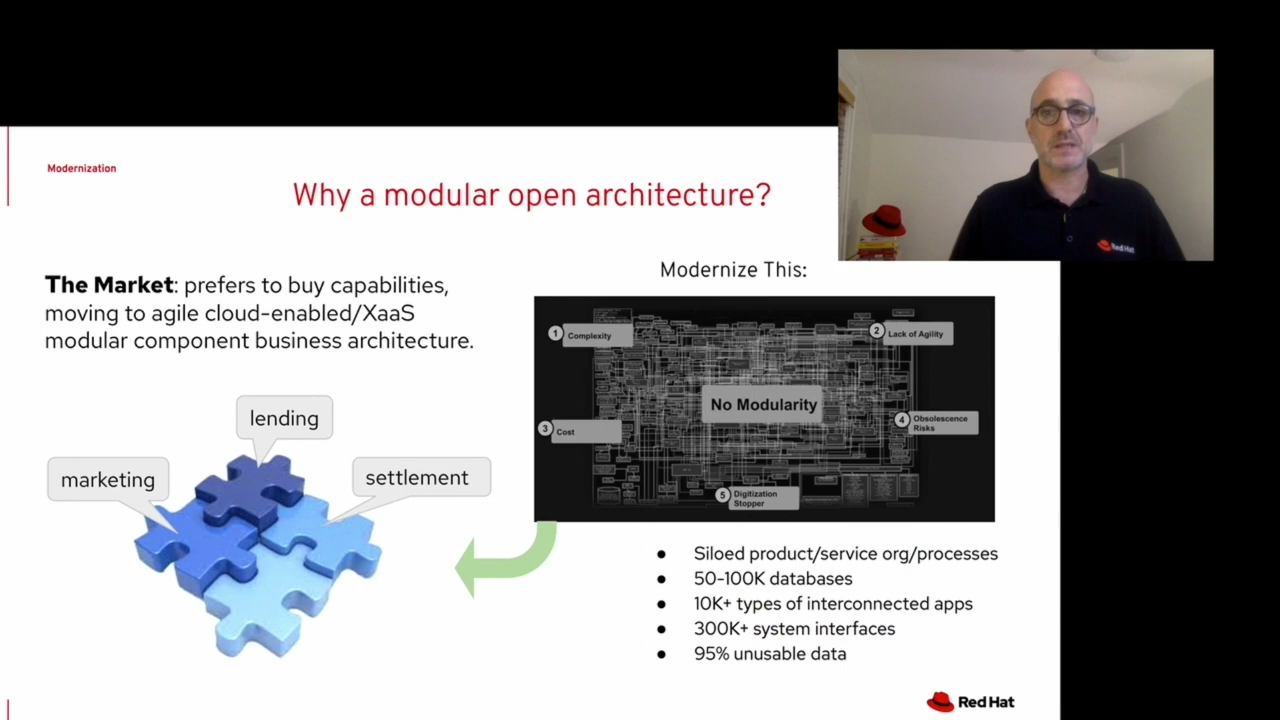 Modernization
Why a modular open architecture?
The Market: prefers to buy capabilities,
moving to agile cloud-enabled/XaaS
modular component business architecture.
lending
marketing
settlement
Modernize This:
1 Complexity
2 Lack of Agility
No Modularity
3 Cost
4 Obsolescence
Risks
5 Digitization
Stopper
● Siloed product/service org/processes
● 50-100K databases
● 10K+ types of interconnected apps
● 300K+ system interfaces
● 95% unusable data
Red Hat
Red Hat